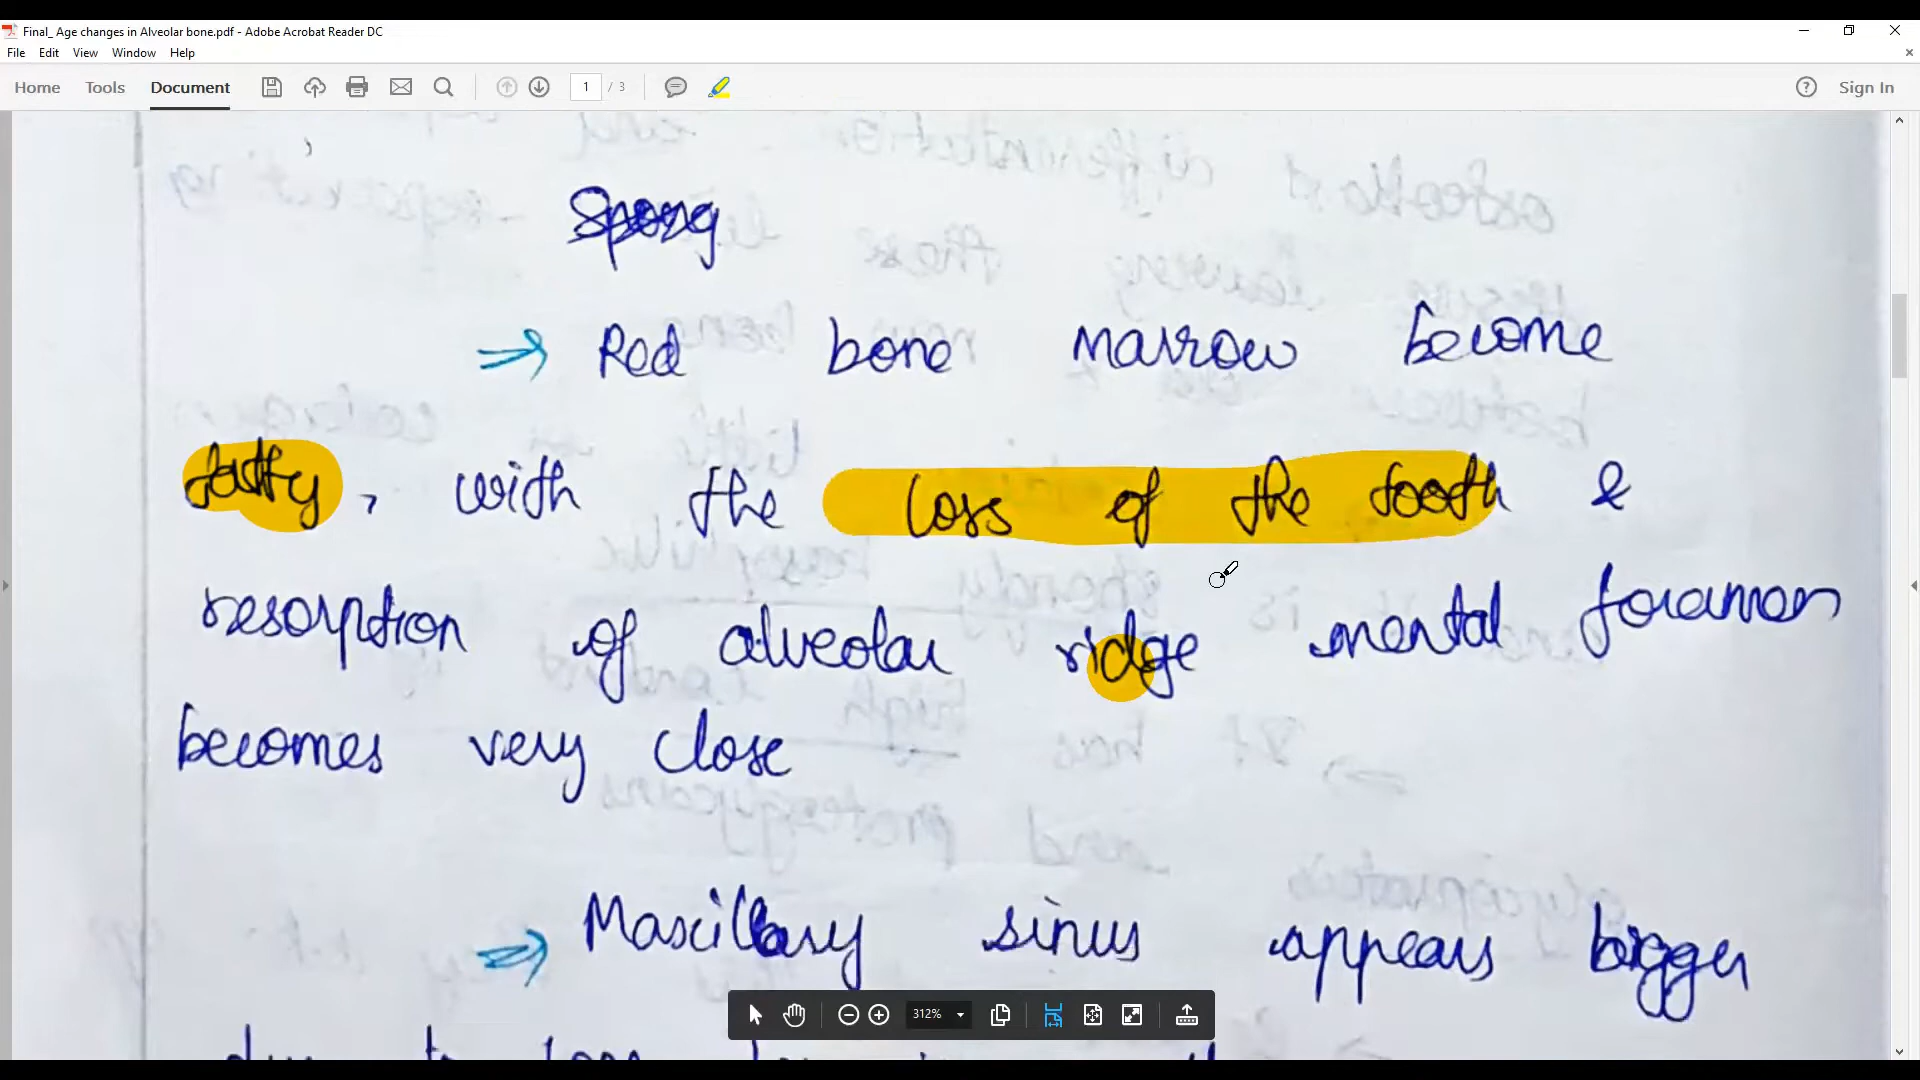 Final_ Age changes in Alveolar bone.pdf - Adobe Acrobat Reader DC
File Edit View Window Help
Home Tools Document 1 / 3 Sign In
Spong
⇒ Red bone marrow become
fatty, with the loss of the tooth &
resorption of alveolar ridge mental foramen
becomes very close
⇒ Maxillary sinus appears bigger
312%